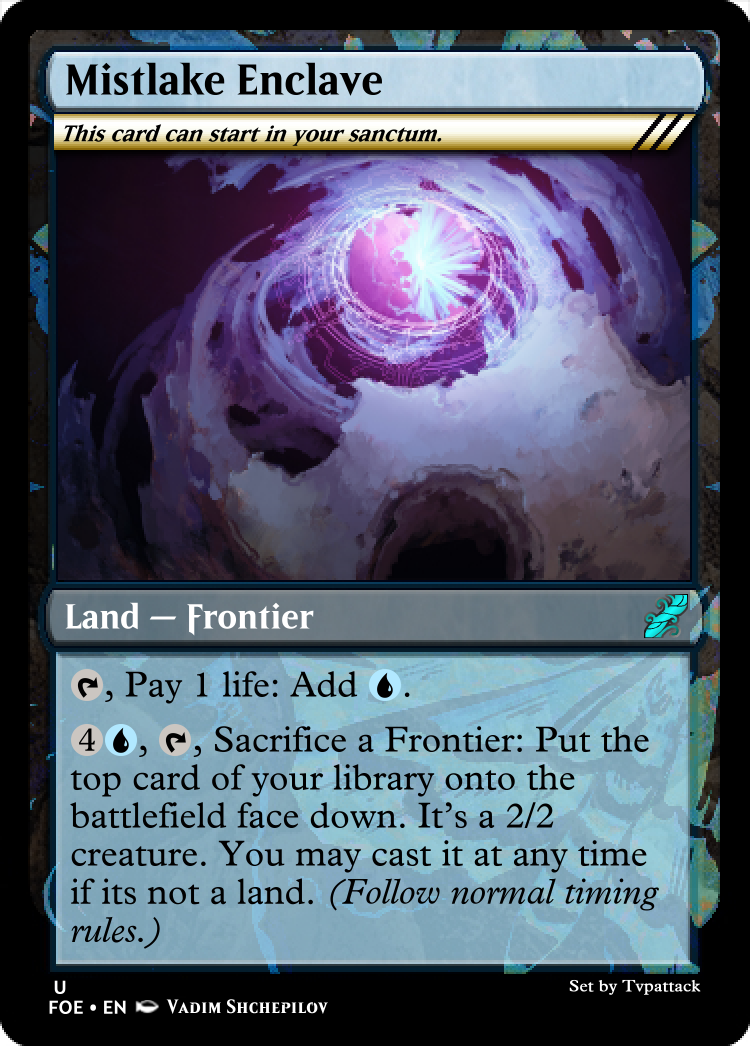 Mistlake Enclave
This card can start in your sanctum.
Land — Frontier
, Pay 1 life: Add .
4, , Sacrifice a Frontier: Put the
top card of your library onto the
battlefield face down. It's a 2/2
creature. You may cast it at any time
if its not a land. (Follow normal timing
rules.)
U
Set by Tvpattack
FOE • EN Vadim Shchepilov